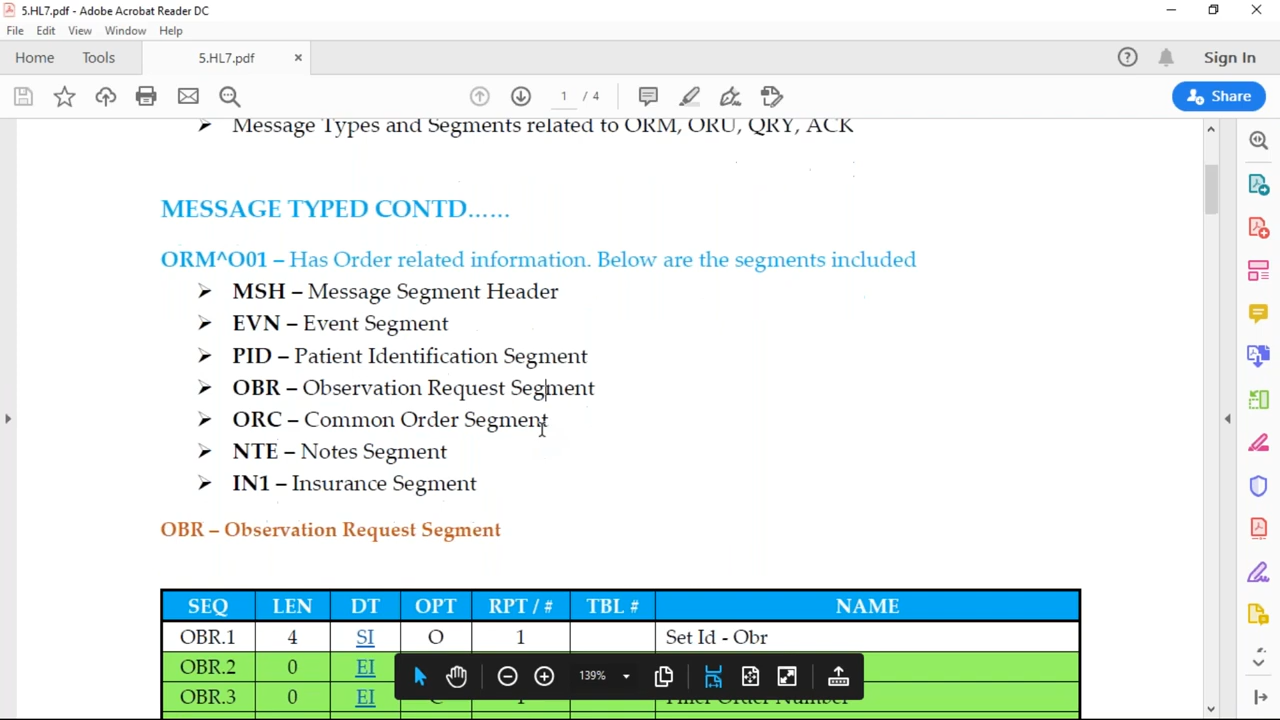 5.HL7.pdf - Adobe Acrobat Reader DC
File Edit View Window Help
Home Tools 5.HL7.pdf × Sign In
1 / 4 Share
➢ Message Types and Segments related to ORM, ORU, QRY, ACK
MESSAGE TYPED CONTD......
ORM^O01 – Has Order related information. Below are the segments included
➢ MSH – Message Segment Header
➢ EVN – Event Segment
➢ PID – Patient Identification Segment
➢ OBR – Observation Request Segment
➢ ORC – Common Order Segment
➢ NTE – Notes Segment
➢ IN1 – Insurance Segment
OBR – Observation Request Segment
SEQ LEN DT OPT RPT / # TBL # NAME
OBR.1 4 SI O 1 Set Id - Obr
OBR.2 0 EI
139%
OBR.3 0 EI Filler Order Number